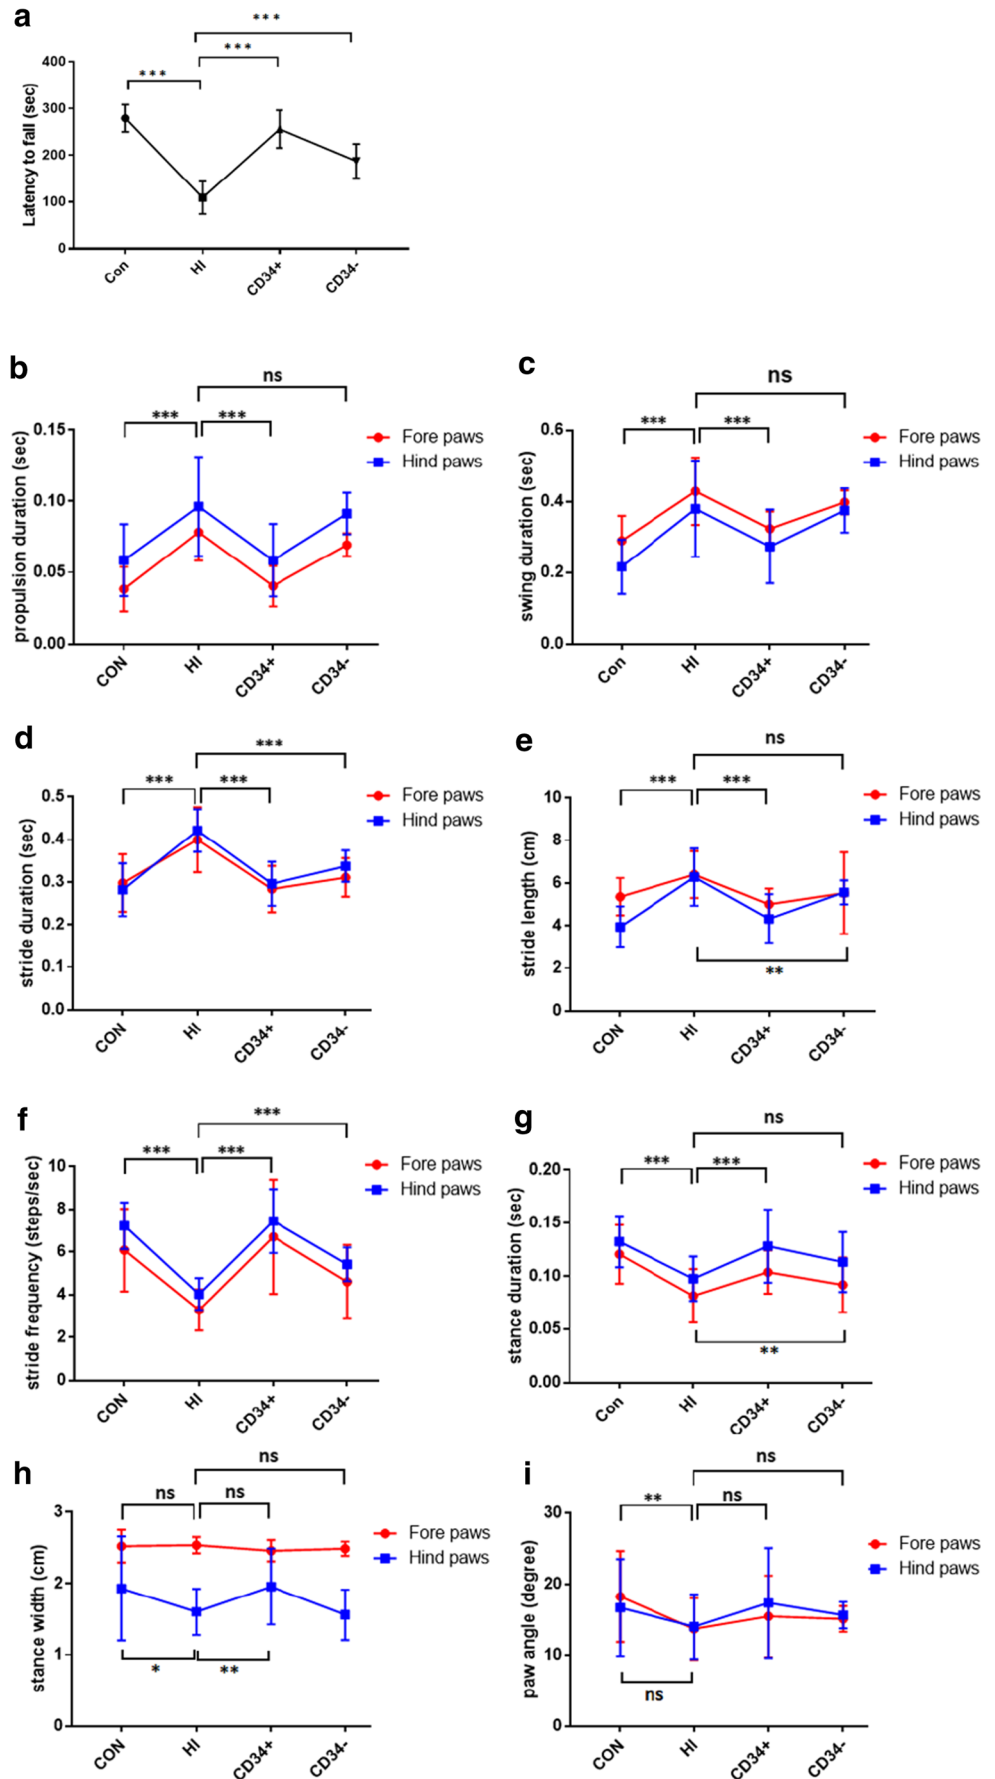 a
***
***
***
Latency to fall (sec)
400
300
200
100
0
Con
HI
CD34+
CD34-
b
ns
***
***
propulsion duration (sec)
0.15
0.10
0.05
0.00
CON
HI
CD34+
CD34-
Fore paws
Hind paws
c
ns
***
***
swing duration (sec)
0.6
0.4
0.2
0.0
Con
HI
CD34+
CD34-
Fore paws
Hind paws
d
***
***
***
stride duration (sec)
0.5
0.4
0.3
0.2
0.1
0.0
CON
HI
CD34+
CD34-
Fore paws
Hind paws
e
ns
***
***
stride length (cm)
10
8
6
4
2
0
**
CON
HI
CD34+
CD34-
Fore paws
Hind paws
f
***
***
***
stride frequency (steps/sec)
10
8
6
4
2
0
CON
HI
CD34+
CD34-
Fore paws
Hind paws
g
ns
***
***
stance duration (sec)
0.20
0.15
0.10
0.05
0.00
**
Con
HI
CD34+
CD34-
Fore paws
Hind paws
h
ns
ns
ns
stance width (cm)
3
2
1
0
*
**
CON
HI
CD34+
CD34-
Fore paws
Hind paws
i
ns
**
ns
paw angle (degree)
30
20
10
0
ns
CON
HI
CD34+
CD34-
Fore paws
Hind paws